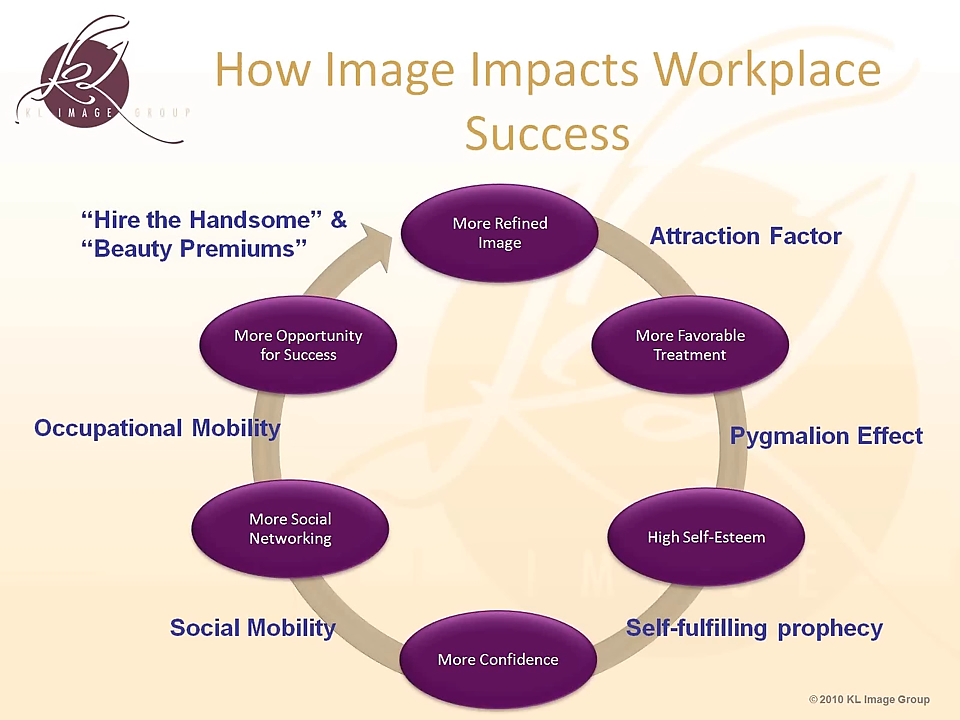 KL IMAGE GROUP
How Image Impacts Workplace
Success
“Hire the Handsome” &
“Beauty Premiums”
More Refined
Image
Attraction Factor
More Opportunity
for Success
More Favorable
Treatment
Occupational Mobility
Pygmalion Effect
More Social
Networking
High Self-Esteem
Social Mobility
Self-fulfilling prophecy
More Confidence
© 2010 KL Image Group